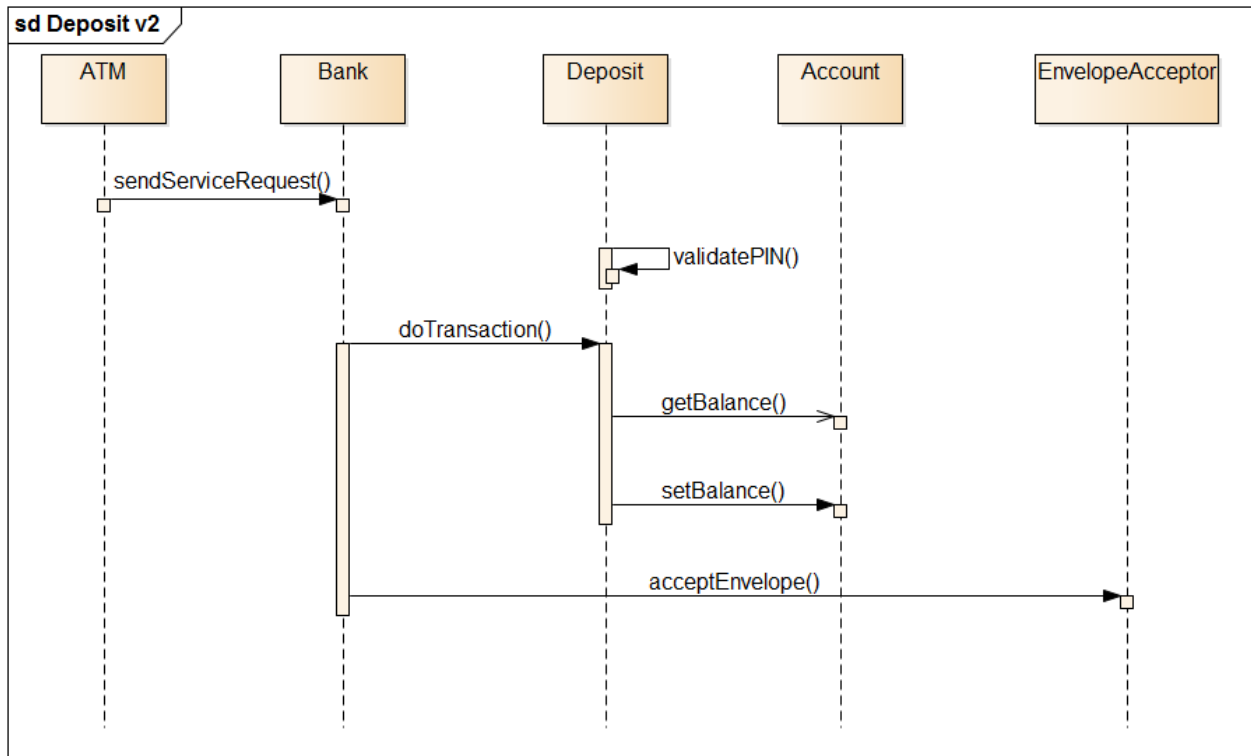 sd Deposit v2
ATM
Bank
Deposit
Account
EnvelopeAcceptor
sendServiceRequest()
validatePIN()
doTransaction()
getBalance()
setBalance()
acceptEnvelope()